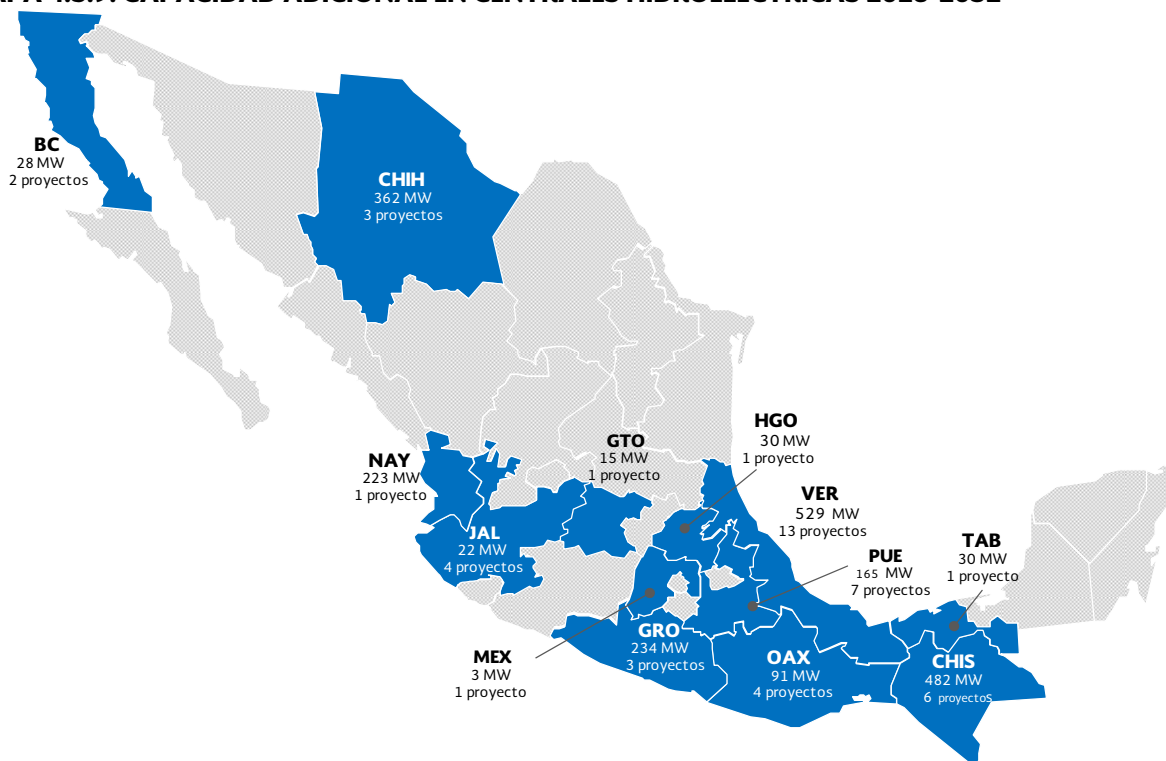 BC
28 MW
2 proyectos
CHIH
362 MW
3 proyectos
NAY
223 MW
1 proyecto
JAL
22 MW
4 proyectos
GTO
15 MW
1 proyecto
HGO
30 MW
1 proyecto
VER
529 MW
13 proyectos
PUE
165 MW
7 proyectos
TAB
30 MW
1 proyecto
MEX
3 MW
1 proyecto
GRO
234 MW
3 proyectos
OAX
91 MW
4 proyectos
CHIS
482 MW
6 proyectos